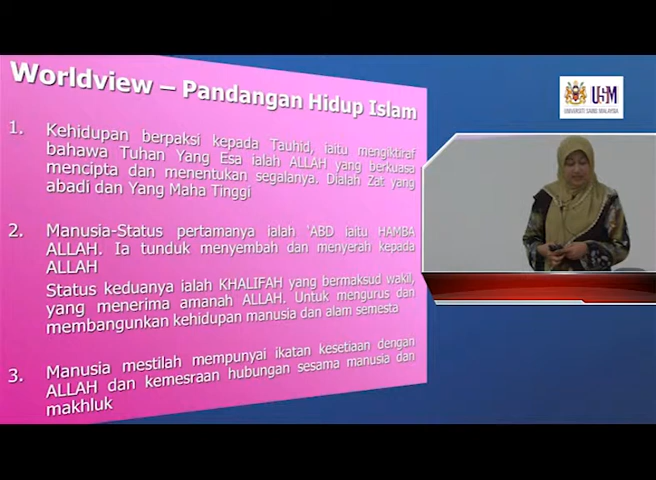 Worldview – Pandangan Hidup Islam
1. Kehidupan berpaksi kepada Tauhid, iaitu mengiktiraf
bahawa Tuhan Yang Esa ialah ALLAH yang berkuasa
mencipta dan menentukan segalanya. Dialah Zat yang
abadi dan Yang Maha Tinggi
2. Manusia-Status pertamanya ialah 'ABD iaitu HAMBA
ALLAH. Ia tunduk menyembah dan menyerah kepada
ALLAH
Status keduanya ialah KHALIFAH yang bermaksud wakil,
yang menerima amanah ALLAH. Untuk mengurus dan
membangunkan kehidupan manusia dan alam semesta
3. Manusia mestilah mempunyai ikatan kesetiaan dengan
ALLAH dan kemesraan hubungan sesama manusia dan
makhluk
USM
UNIVERSITI SAINS MALAYSIA